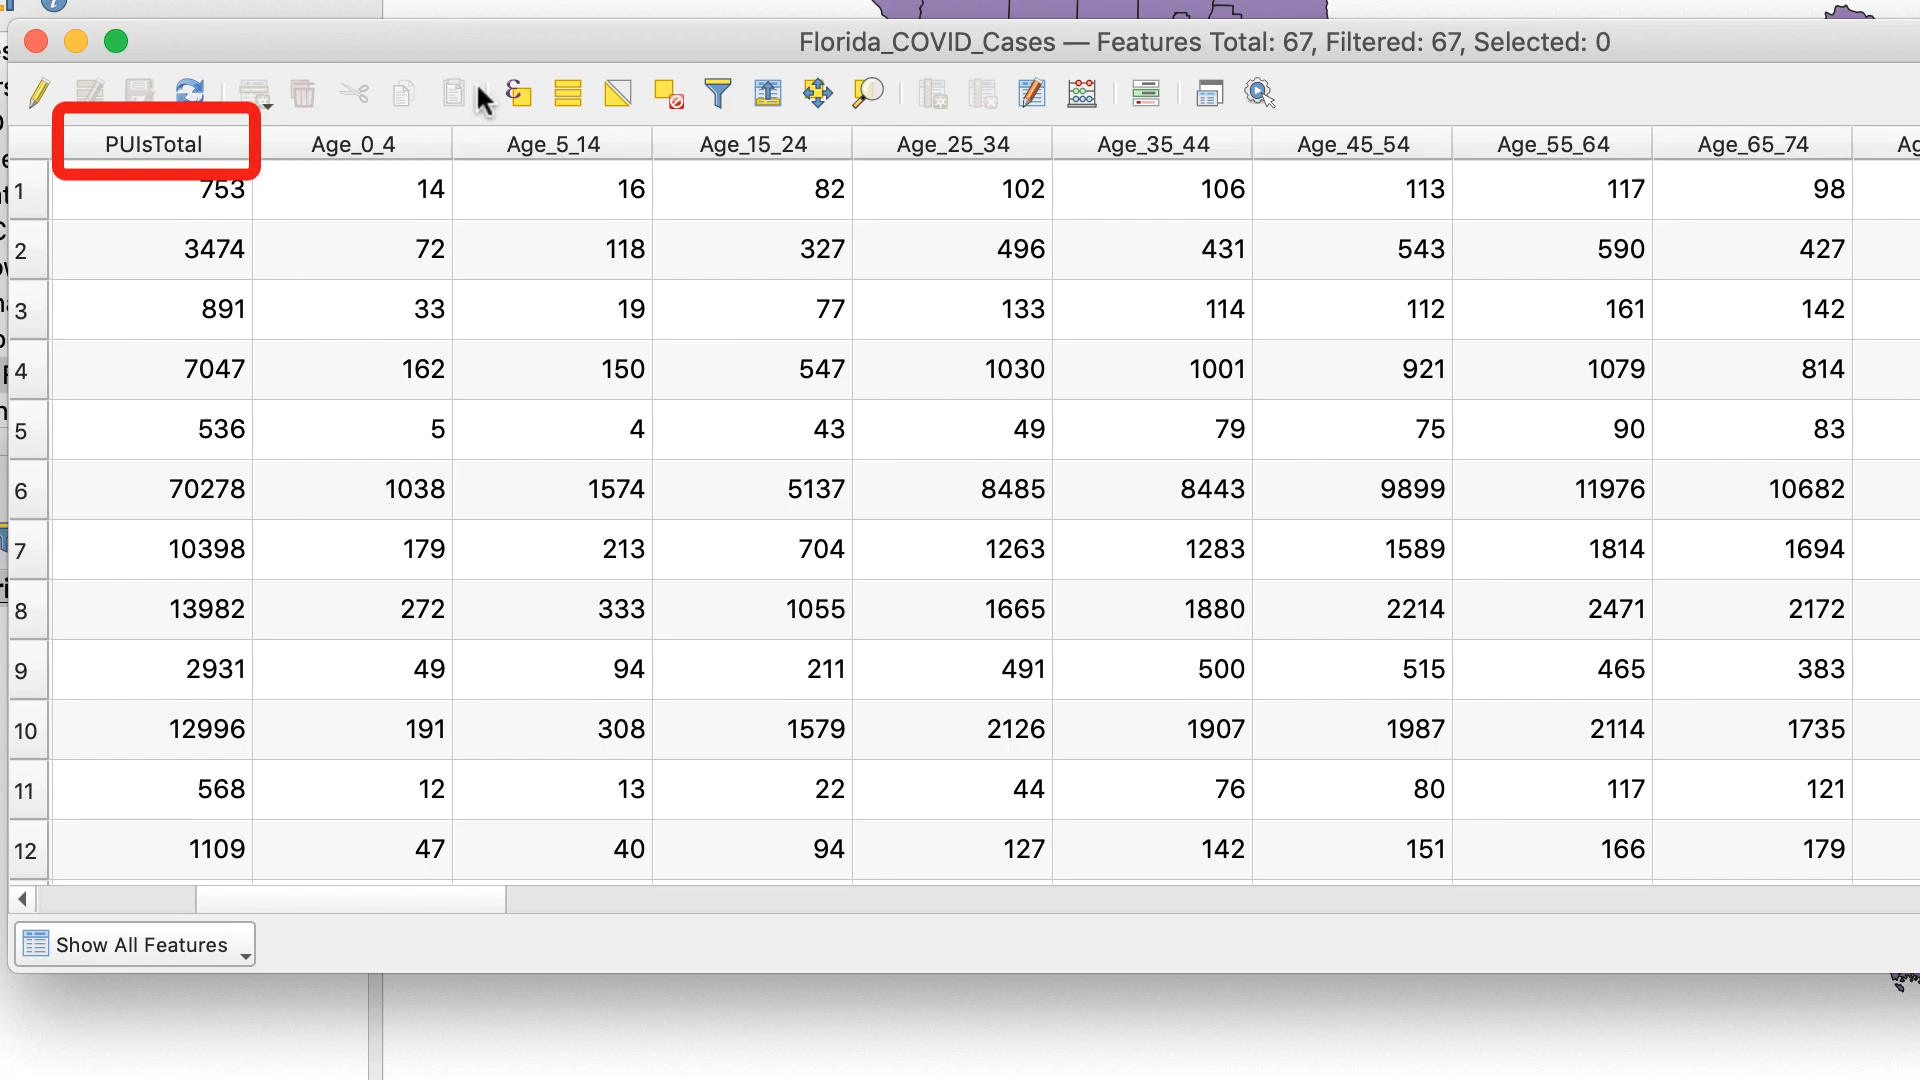 Florida_COVID_Cases — Features Total: 67, Filtered: 67, Selected: 0
PUIsTotal Age_0_4 Age_5_14 Age_15_24 Age_25_34 Age_35_44 Age_45_54 Age_55_64 Age_65_74
1 753 14 16 82 102 106 113 117 98
2 3474 72 118 327 496 431 543 590 427
3 891 33 19 77 133 114 112 161 142
4 7047 162 150 547 1030 1001 921 1079 814
5 536 5 4 43 49 79 75 90 83
6 70278 1038 1574 5137 8485 8443 9899 11976 10682
7 10398 179 213 704 1263 1283 1589 1814 1694
8 13982 272 333 1055 1665 1880 2214 2471 2172
9 2931 49 94 211 491 500 515 465 383
10 12996 191 308 1579 2126 1907 1987 2114 1735
11 568 12 13 22 44 76 80 117 121
12 1109 47 40 94 127 142 151 166 179
Show All Features